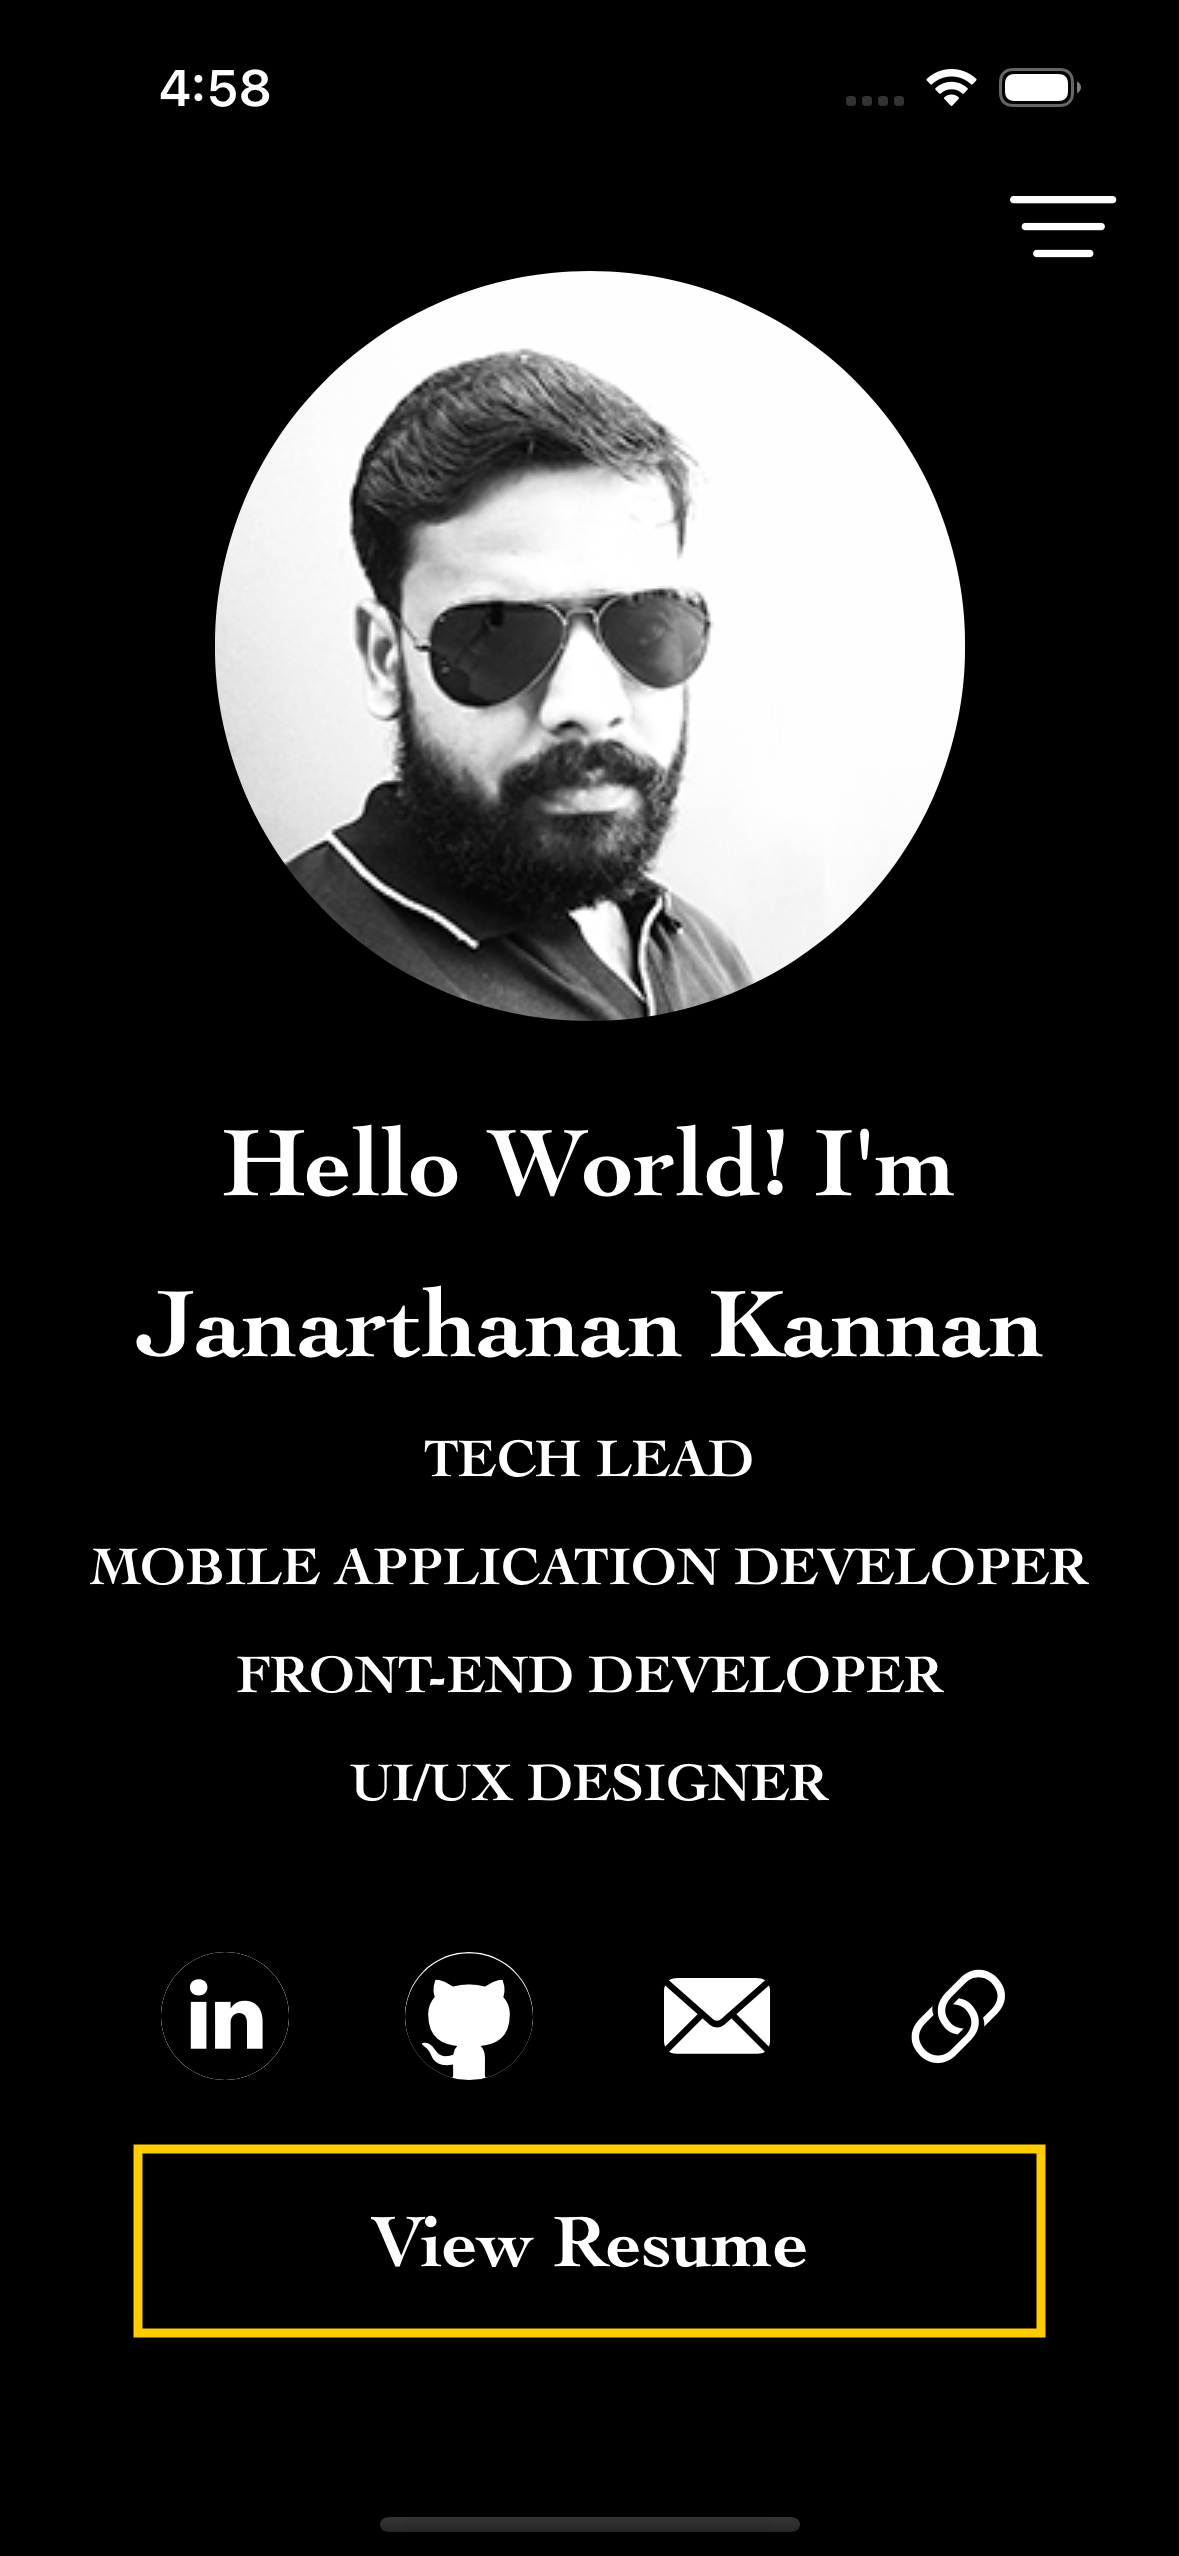 4:58
Hello World! I'm
Janarthanan Kannan
TECH LEAD
MOBILE APPLICATION DEVELOPER
FRONT-END DEVELOPER
UI/UX DESIGNER
in
View Resume